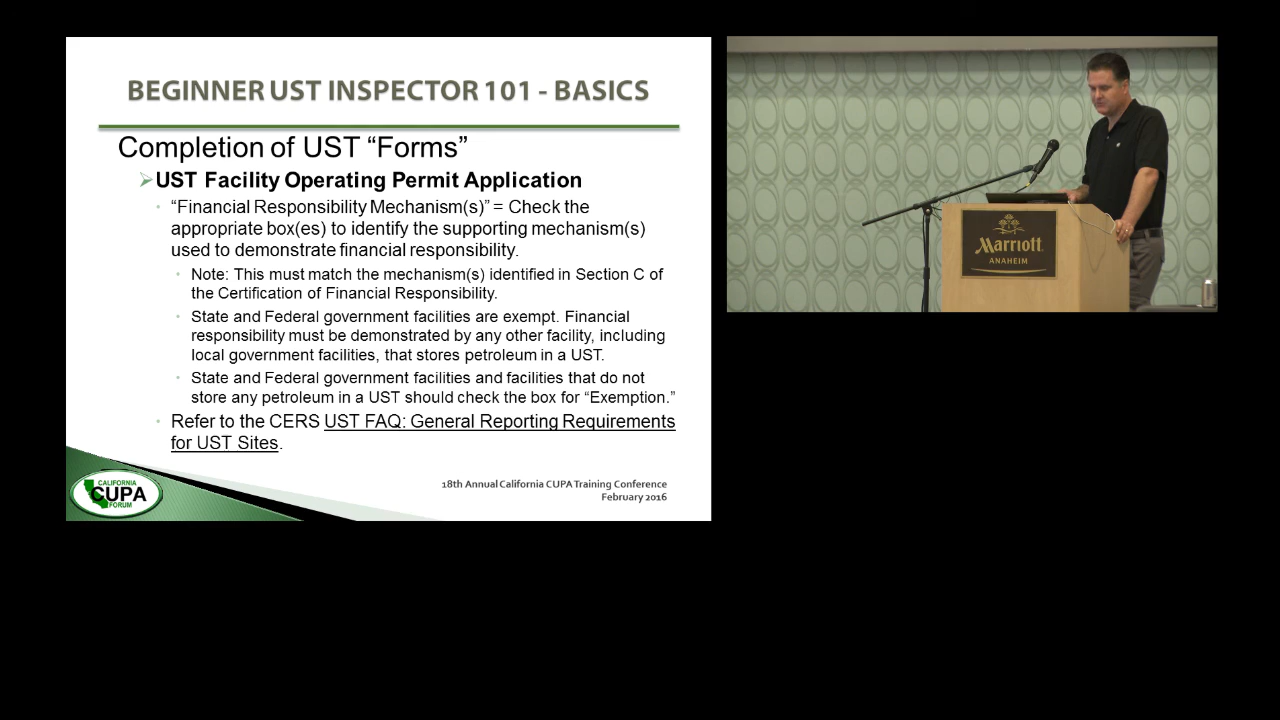 BEGINNER UST INSPECTOR 101 - BASICS
Completion of UST “Forms”
UST Facility Operating Permit Application
“Financial Responsibility Mechanism(s)” = Check the
appropriate box(es) to identify the supporting mechanism(s)
used to demonstrate financial responsibility.
Note: This must match the mechanism(s) identified in Section C of
the Certification of Financial Responsibility.
State and Federal government facilities are exempt. Financial
responsibility must be demonstrated by any other facility, including
local government facilities, that stores petroleum in a UST.
State and Federal government facilities and facilities that do not
store any petroleum in a UST should check the box for “Exemption.”
Refer to the CERS UST FAQ: General Reporting Requirements
for UST Sites.
CALIFORNIA
CUPA
FORUM
18th Annual California CUPA Training Conference
February 2016
Marriott
ANAHEIM